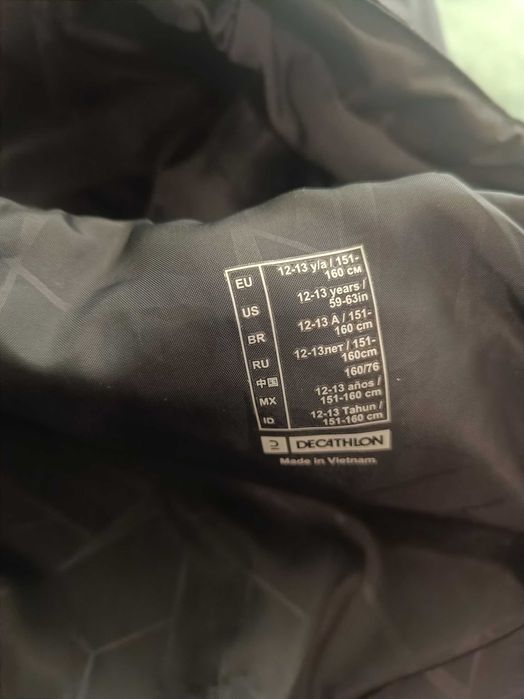 EU 12-13 y/a / 151-
160 см
US 12-13 years /
59-63in
BR 12-13 A / 151-
160 cm
RU 12-13лет / 151-
160cm
中国 160/76
MX 12-13 años /
151-160 cm
ID 12-13 Tahun /
151-160 cm
DECATHLON
Made in Vietnam